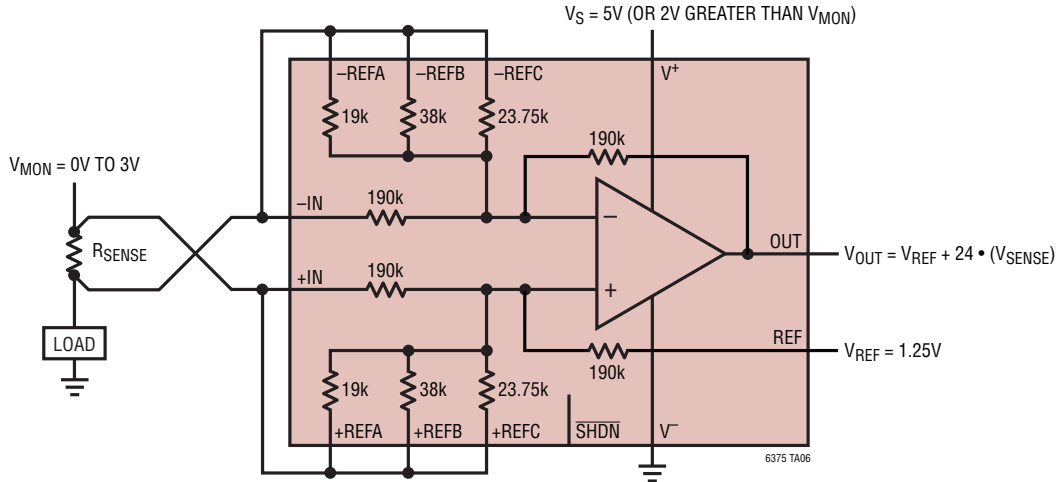 V_S = 5V (OR 2V GREATER THAN V_MON)
–REFA –REFB –REFC V⁺
19k 38k 23.75k
190k
V_MON = 0V TO 3V
–IN 190k
–
R_SENSE
OUT
V_OUT = V_REF + 24 • (V_SENSE)
+IN 190k
+
LOAD
REF
V_REF = 1.25V
190k
19k 38k 23.75k
+REFA +REFB +REFC SHDN V⁻
6375 TA06